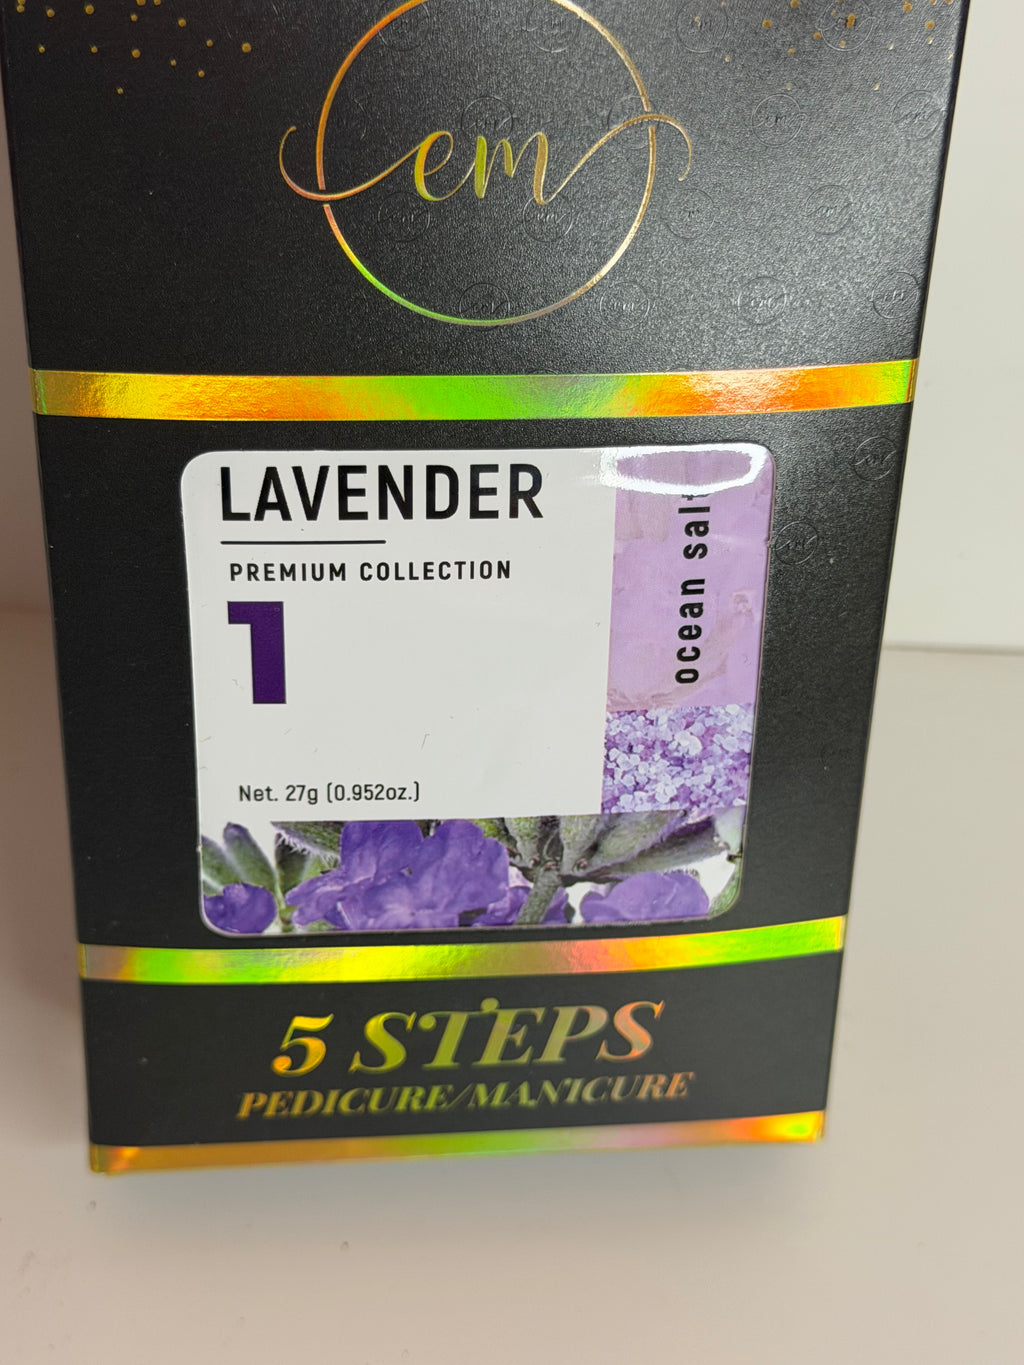 em
LAVENDER
PREMIUM COLLECTION
1
ocean salt
Net. 27g (0.952oz.)
5 STEPS
PEDICURE/MANICURE